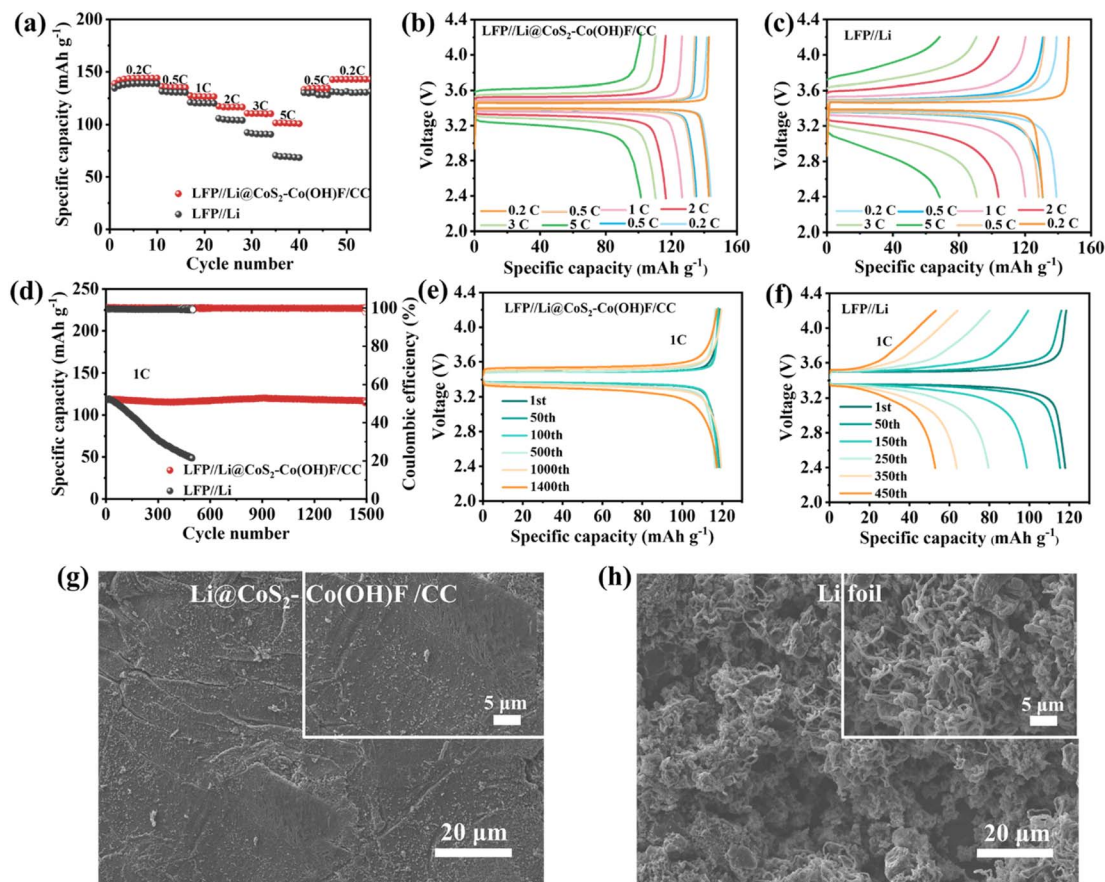 (a)
200
150
100
50
0
0 10 20 30 40 50
0.2C
0.5C
1C
2C
3C
5C
0.5C
0.2C
LFP//Li@CoS₂-Co(OH)F/CC
LFP//Li
Specific capacity (mAh g⁻¹)
Cycle number
(b)
LFP//Li@CoS₂-Co(OH)F/CC
4.4
4.0
3.6
3.2
2.8
2.4
2.0
0 40 80 120 160
0.2 C 0.5 C 1 C 2 C
3 C 5 C 0.5 C 0.2 C
Voltage (V)
Specific capacity (mAh g⁻¹)
(c)
LFP//Li
4.4
4.0
3.6
3.2
2.8
2.4
2.0
0 40 80 120 160
0.2 C 0.5 C 1 C 2 C
3 C 5 C 0.5 C 0.2 C
Voltage (V)
Specific capacity (mAh g⁻¹)
(d)
250
200
150
100
50
0
0 300 600 900 1200 1500
100
80
60
40
20
0
1C
LFP//Li@CoS₂-Co(OH)F/CC
LFP//Li
Specific capacity (mAh g⁻¹)
Coulombic efficiency (%)
Cycle number
(e)
LFP//Li@CoS₂-Co(OH)F/CC
1C
4.4
4.0
3.6
3.2
2.8
2.4
2.0
0 20 40 60 80 100 120
1st
50th
100th
500th
1000th
1400th
Voltage (V)
Specific capacity (mAh g⁻¹)
(f)
LFP//Li
1C
4.4
4.0
3.6
3.2
2.8
2.4
2.0
0 20 40 60 80 100 120
1st
50th
150th
250th
350th
450th
Voltage (V)
Specific capacity (mAh g⁻¹)
(g)
Li@CoS₂- Co(OH)F /CC
5 μm
20 μm
(h)
Li foil
5 μm
20 μm